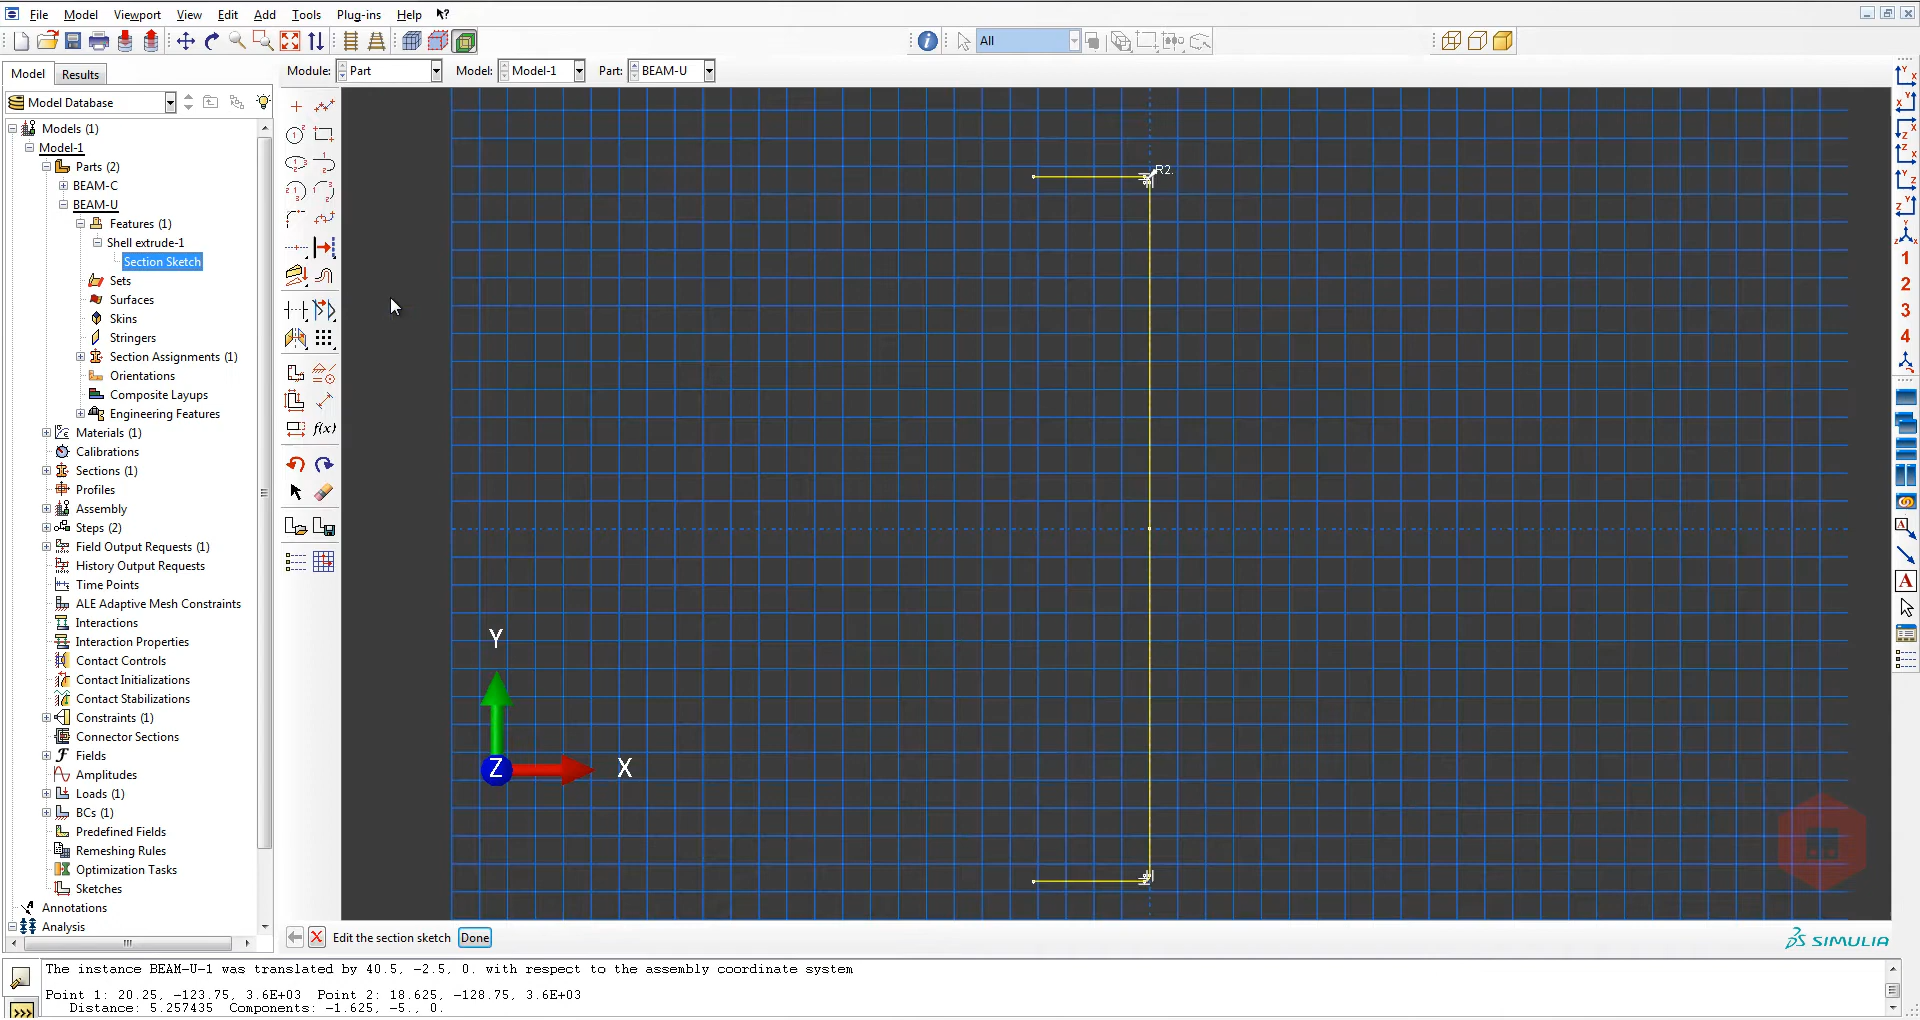 File Model Viewport View Edit Add Tools Plug-ins Help
All
Model Results
Module: Part Model: Model-1 Part: BEAM-U
Model Database
Models (1)
Model-1
Parts (2)
BEAM-C
BEAM-U
Features (1)
Shell extrude-1
Section Sketch
Sets
Surfaces
Skins
Stringers
Section Assignments (1)
Orientations
Composite Layups
Engineering Features
Materials (1)
Calibrations
Sections (1)
Profiles
Assembly
Steps (2)
Field Output Requests (1)
History Output Requests
Time Points
ALE Adaptive Mesh Constraints
Interactions
Interaction Properties
Contact Controls
Contact Initializations
Contact Stabilizations
Constraints (1)
Connector Sections
Fields
Amplitudes
Loads (1)
BCs (1)
Predefined Fields
Remeshing Rules
Optimization Tasks
Sketches
Annotations
Analysis
f(x)
R2.
Y
Z
X
1
2
3
4
A
Edit the section sketch Done
SIMULIA
The instance BEAM-U-1 was translated by 40.5, -2.5, 0. with respect to the assembly coordinate system
Point 1: 20.25, -123.75, 3.6E+03 Point 2: 18.625, -128.75, 3.6E+03
Distance: 5.257435 Components: -1.625, -5., 0.